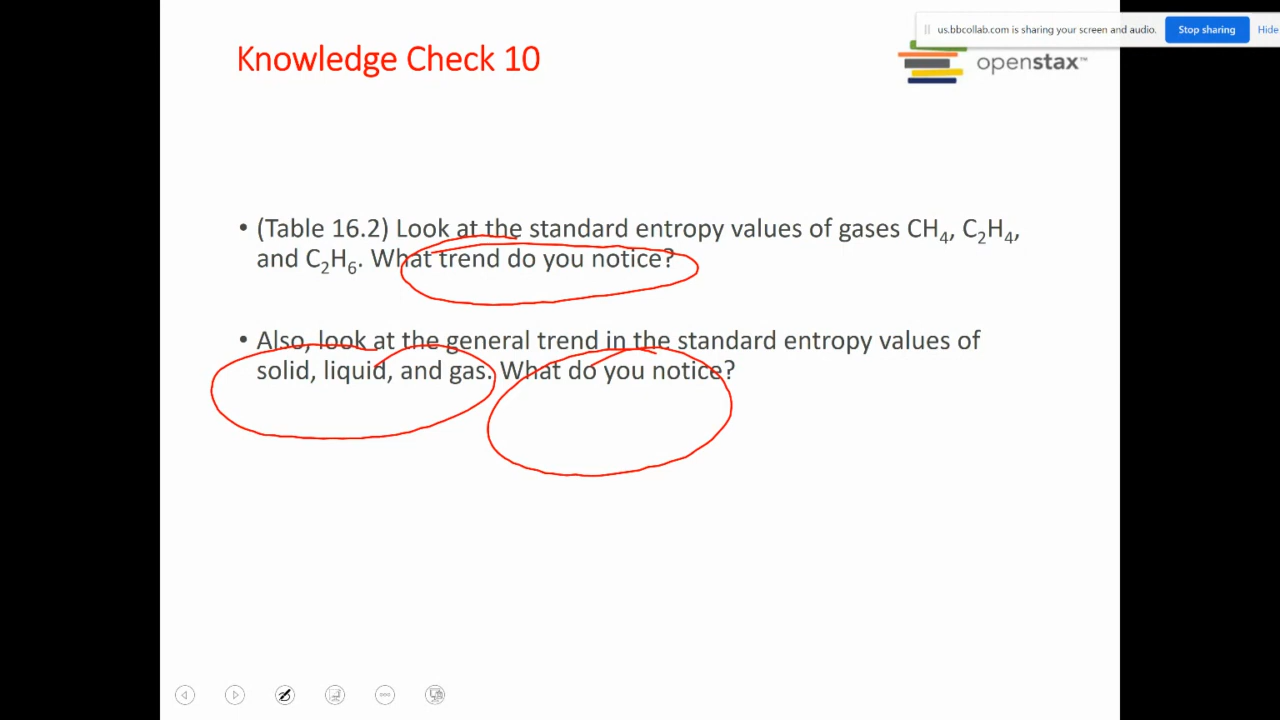 us.bbcollab.com is sharing your screen and audio. Stop sharing Hide
Knowledge Check 10
openstax™
• (Table 16.2) Look at the standard entropy values of gases CH₄, C₂H₄,
and C₂H₆. What trend do you notice?
• Also, look at the general trend in the standard entropy values of
solid, liquid, and gas. What do you notice?